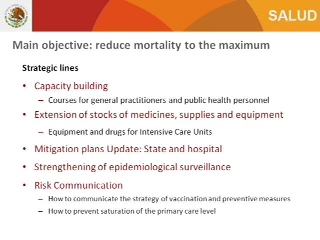 SALUD
Main objective: reduce mortality to the maximum
Strategic lines
• Capacity building
– Courses for general practitioners and public health personnel
• Extension of stocks of medicines, supplies and equipment
– Equipment and drugs for Intensive Care Units
• Mitigation plans Update: State and hospital
• Strengthening of epidemiological surveillance
• Risk Communication
– How to communicate the strategy of vaccination and preventive measures
– How to prevent saturation of the primary care level